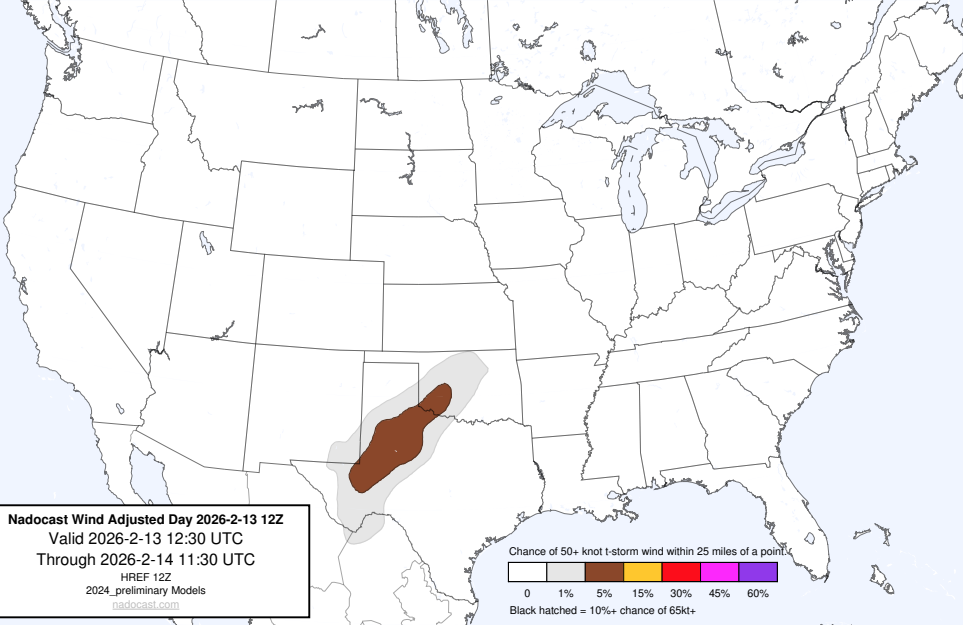 Nadocast Wind Adjusted Day 2026-2-13 12Z
Valid 2026-2-13 12:30 UTC
Through 2026-2-14 11:30 UTC
HREF 12Z
2024_preliminary Models
nadocast.com
Chance of 50+ knot t-storm wind within 25 miles of a point.
0 1% 5% 15% 30% 45% 60%
Black hatched = 10%+ chance of 65kt+